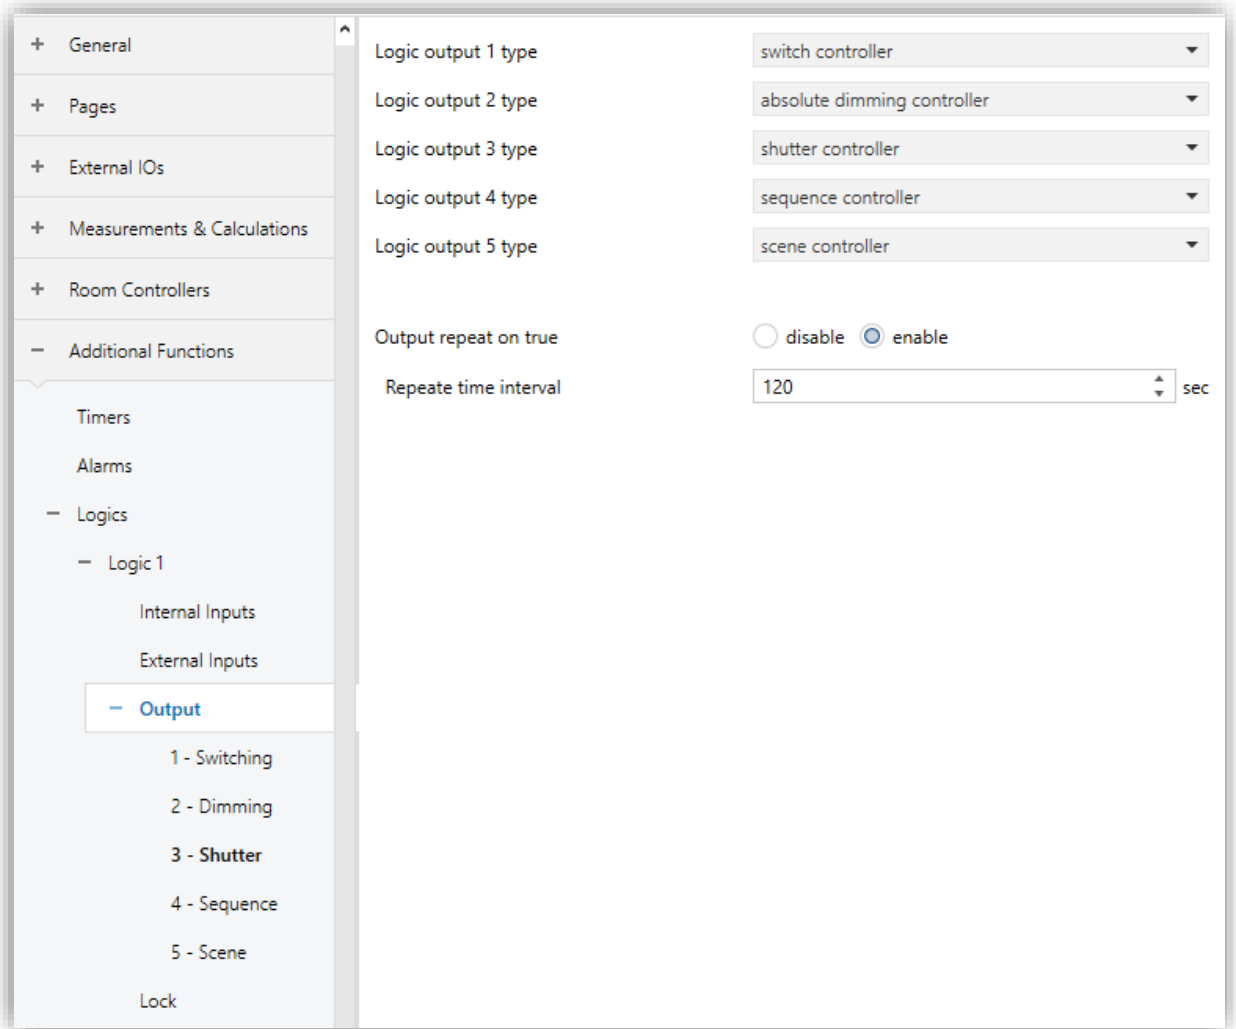 General
Pages
External IOs
Measurements & Calculations
Room Controllers
Additional Functions
Timers
Alarms
Logics
Logic 1
Internal Inputs
External Inputs
Output
1 - Switching
2 - Dimming
3 - Shutter
4 - Sequence
5 - Scene
Lock
Logic output 1 type switch controller
Logic output 2 type absolute dimming controller
Logic output 3 type shutter controller
Logic output 4 type sequence controller
Logic output 5 type scene controller
Output repeat on true disable enable
Repeate time interval 120 sec